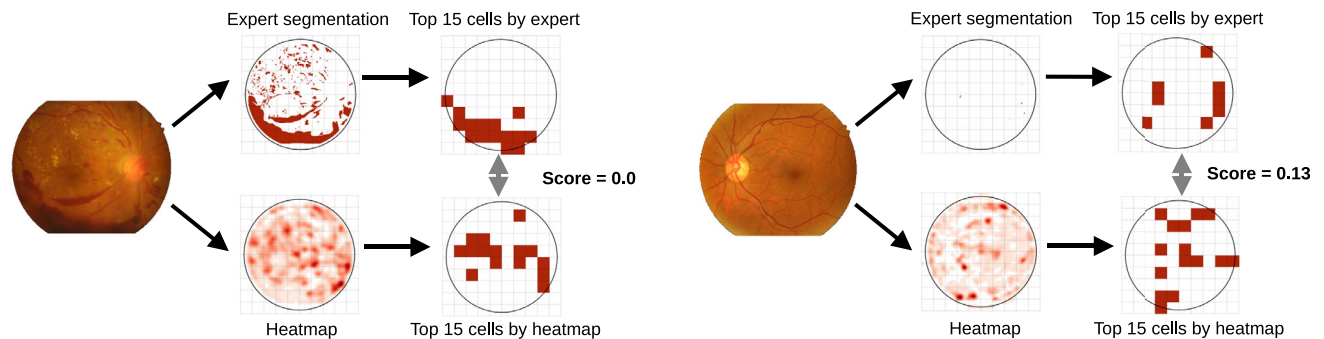 Expert segmentation
Top 15 cells by expert
Score = 0.0
Heatmap
Top 15 cells by heatmap
Expert segmentation
Top 15 cells by expert
Score = 0.13
Heatmap
Top 15 cells by heatmap